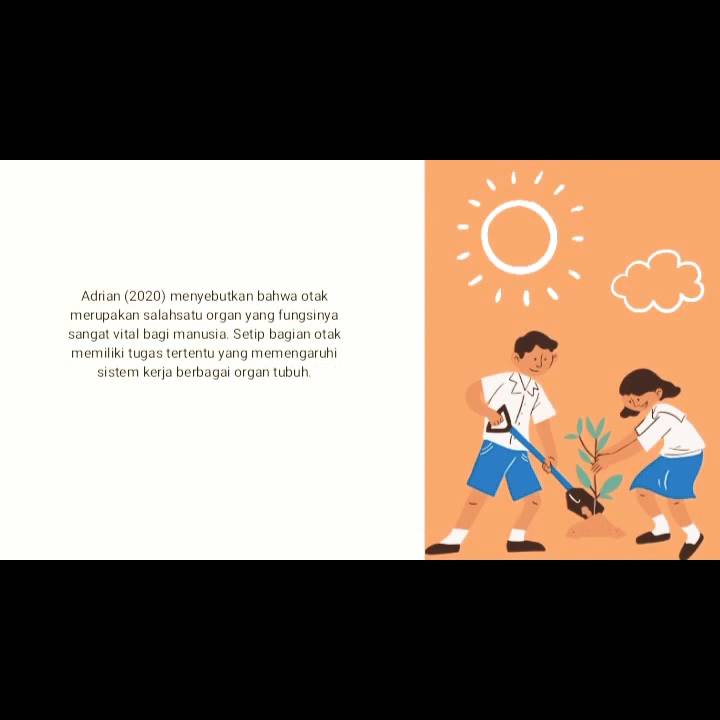 Adrian (2020) menyebutkan bahwa otak
merupakan salahsatu organ yang fungsinya
sangat vital bagi manusia. Setip bagian otak
memiliki tugas tertentu yang memengaruhi
sistem kerja berbagai organ tubuh.